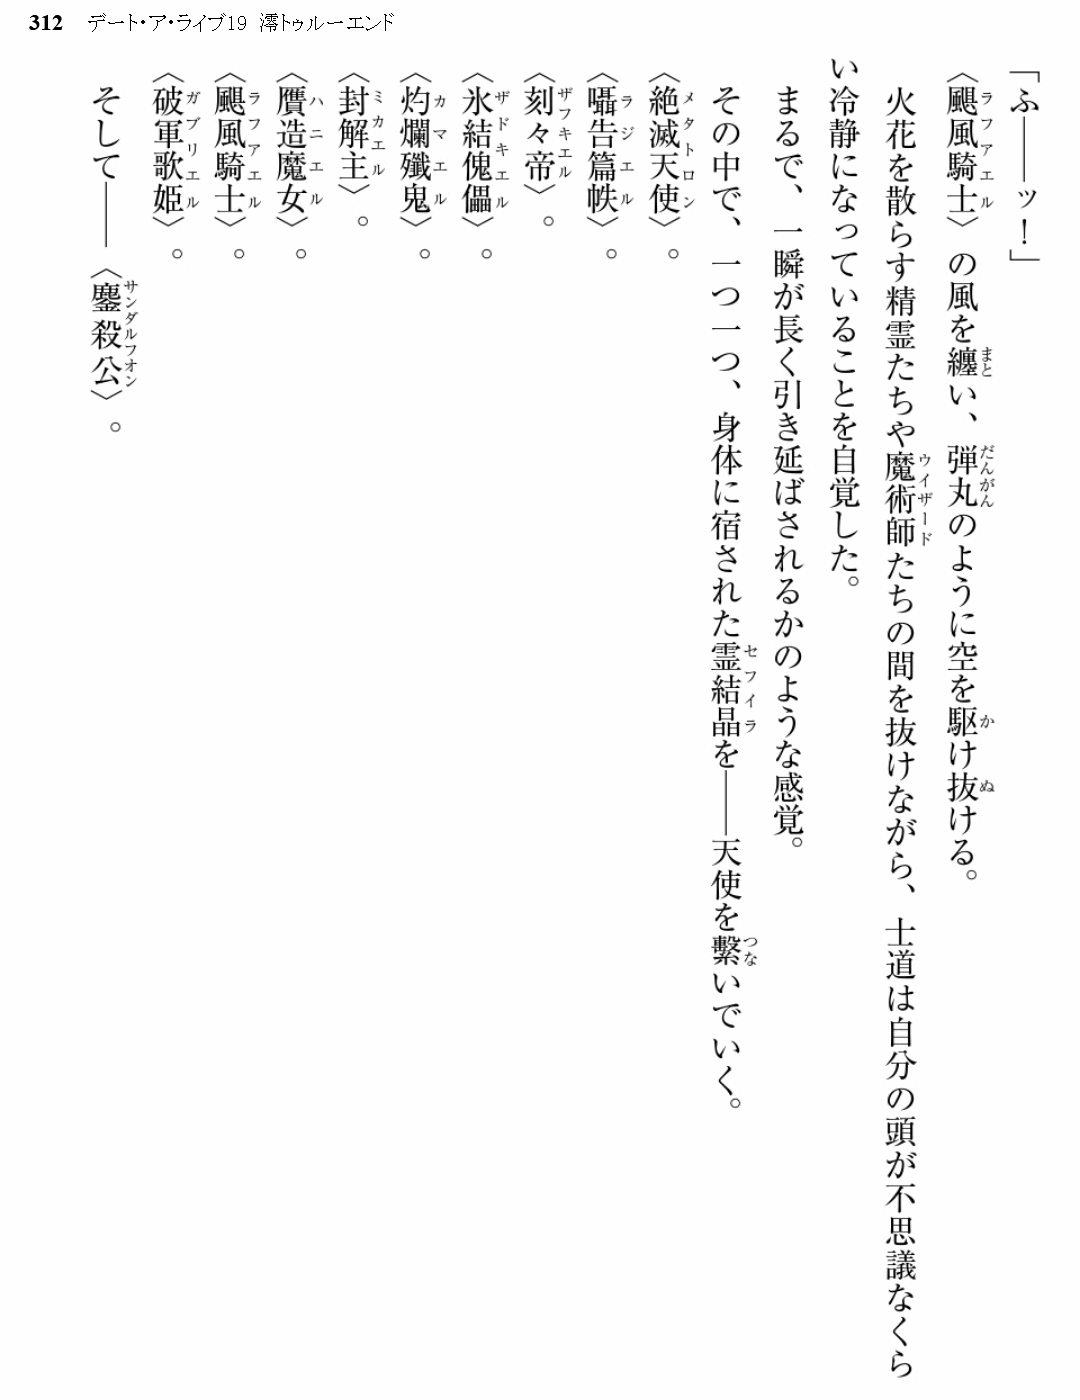 312 デート・ア・ライブ19 澪トゥルーエンド
「ふ――ッ！」
〈颶風騎士〉の風を纏い、弾丸のように空を駆け抜ける。
火花を散らす精霊たちや魔術師たちの間を抜けながら、士道は自分の頭が不思議なくら
い冷静になっていることを自覚した。
まるで、一瞬が長く引き延ばされるかのような感覚。
その中で、一つ一つ、身体に宿された霊結晶を――天使を繫いでいく。
〈絶滅天使〉。
〈囁告篇帙〉。
〈刻々帝〉。
〈氷結傀儡〉。
〈灼爛殲鬼〉。
〈封解主〉。
〈贋造魔女〉。
〈颶風騎士〉。
〈破軍歌姫〉。
そして――〈鏖殺公〉。